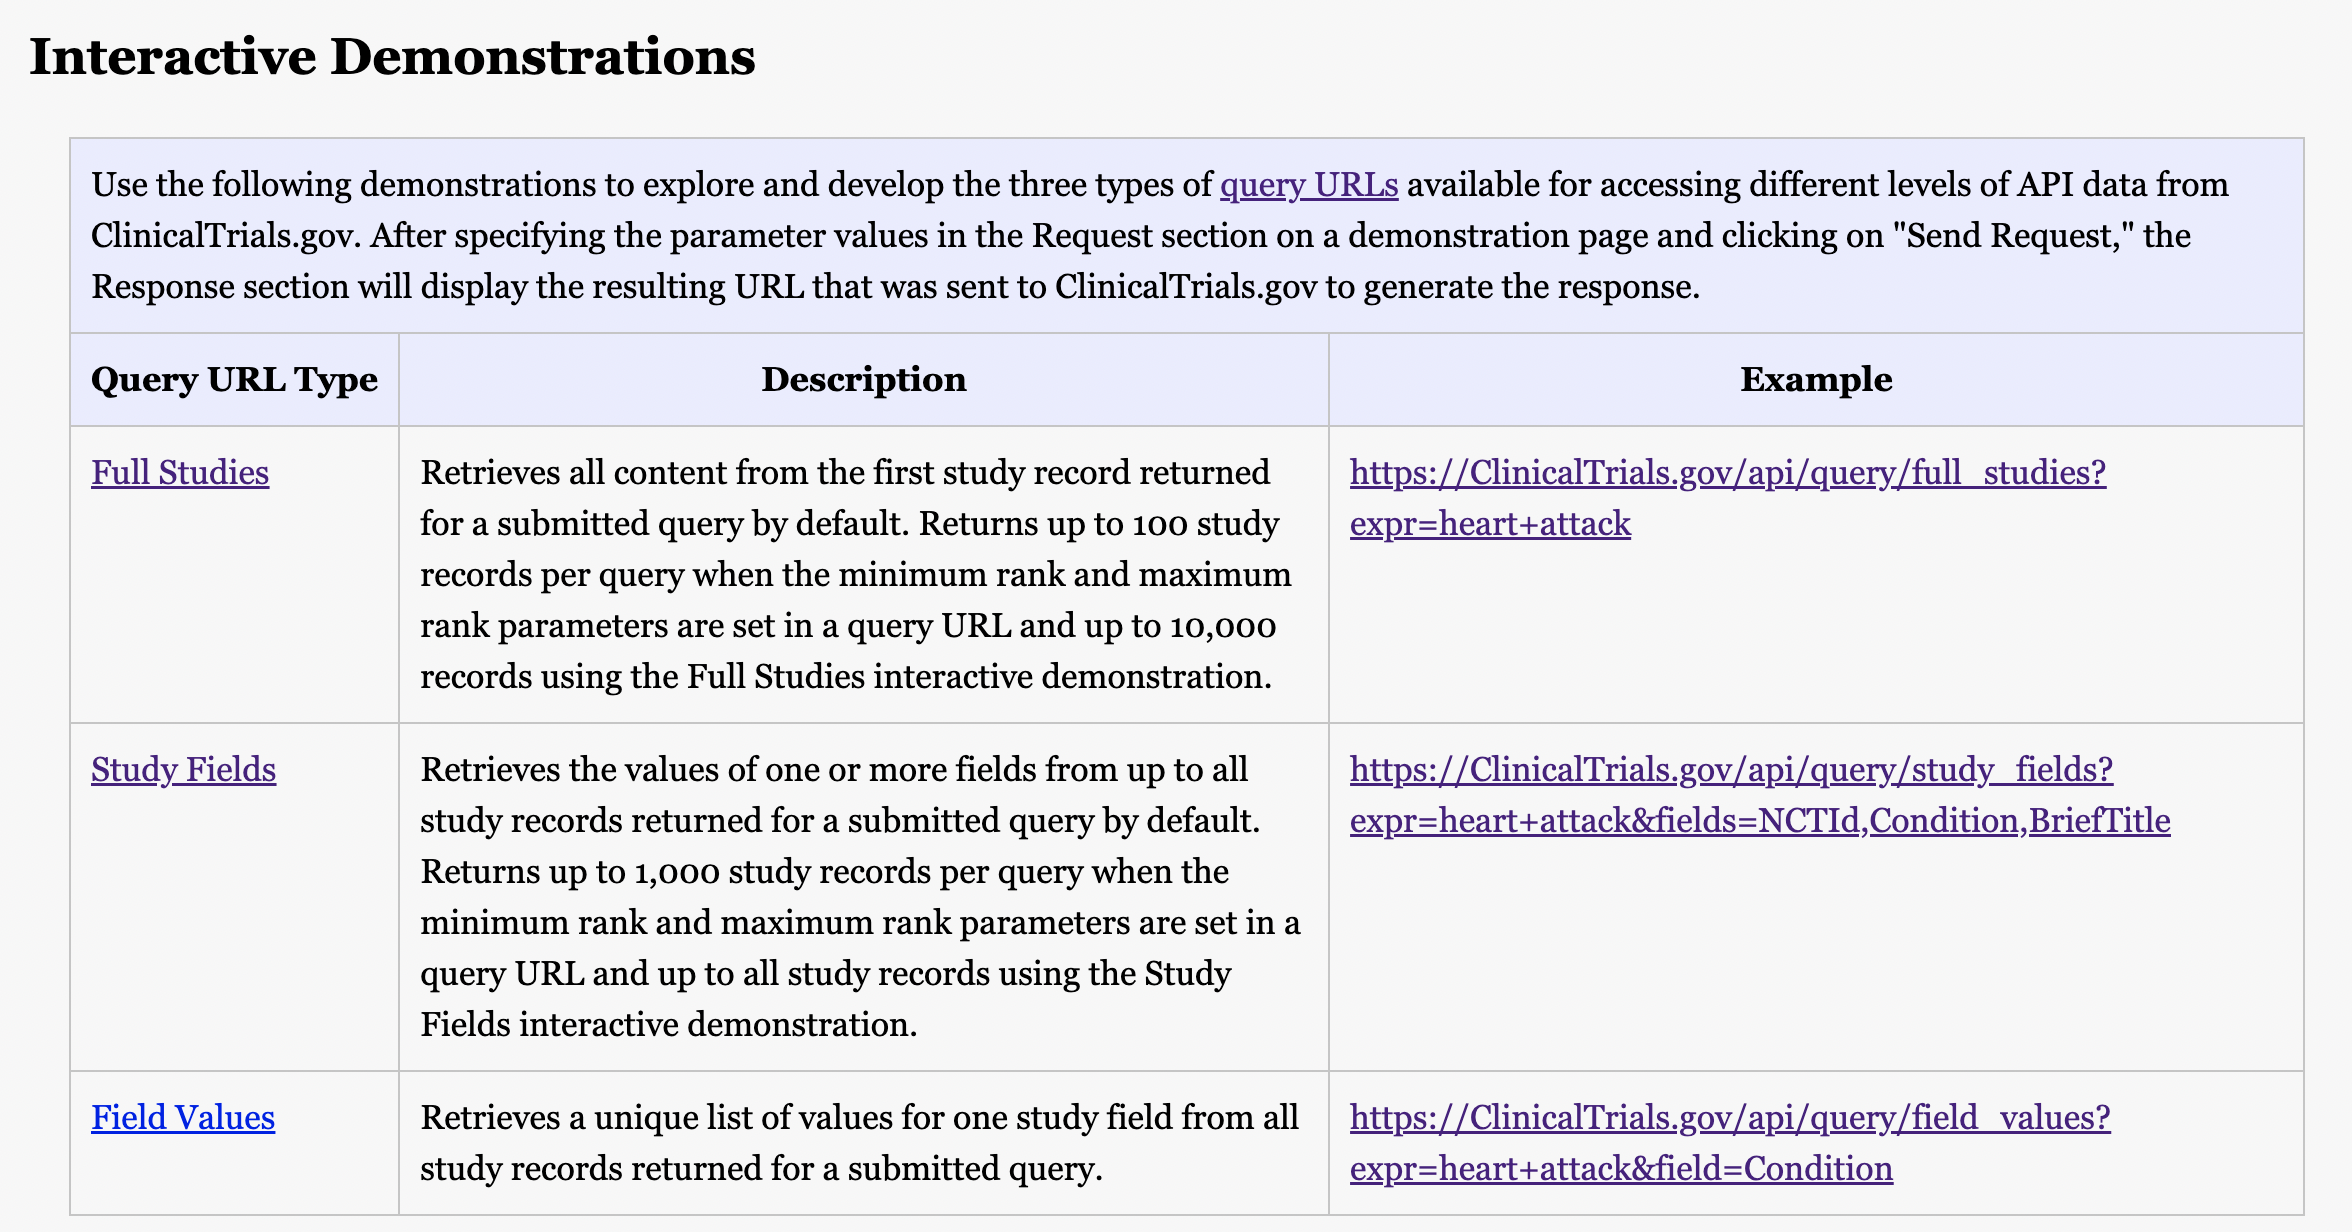 Interactive Demonstrations
Use the following demonstrations to explore and develop the three types of query URLs available for accessing different levels of API data from
ClinicalTrials.gov. After specifying the parameter values in the Request section on a demonstration page and clicking on "Send Request," the
Response section will display the resulting URL that was sent to ClinicalTrials.gov to generate the response.
Query URL Type
Description
Example
Full Studies
Retrieves all content from the first study record returned
for a submitted query by default. Returns up to 100 study
records per query when the minimum rank and maximum
rank parameters are set in a query URL and up to 10,000
records using the Full Studies interactive demonstration.
https://ClinicalTrials.gov/api/query/full_studies?
expr=heart+attack
Study Fields
Retrieves the values of one or more fields from up to all
study records returned for a submitted query by default.
Returns up to 1,000 study records per query when the
minimum rank and maximum rank parameters are set in a
query URL and up to all study records using the Study
Fields interactive demonstration.
https://ClinicalTrials.gov/api/query/study_fields?
expr=heart+attack&fields=NCTId,Condition,BriefTitle
Field Values
Retrieves a unique list of values for one study field from all
study records returned for a submitted query.
https://ClinicalTrials.gov/api/query/field_values?
expr=heart+attack&field=Condition